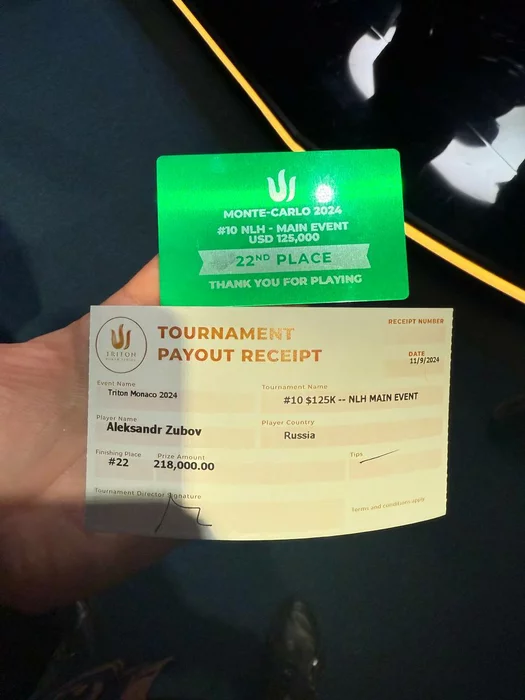 MONTE-CARLO 2024
#10 NLH - MAIN EVENT
USD 125,000
22ND PLACE
THANK YOU FOR PLAYING
TRITON
POKER SERIES
TOURNAMENT
PAYOUT RECEIPT
RECEIPT NUMBER
DATE
11/9/2024
Event Name
Triton Monaco 2024
Tournament Name
#10 $125K -- NLH MAIN EVENT
Player Name
Aleksandr Zubov
Player Country
Russia
Finishing Place
#22
Prize Amount
218,000.00
Tips
Tournament Director Signature
Terms and conditions apply